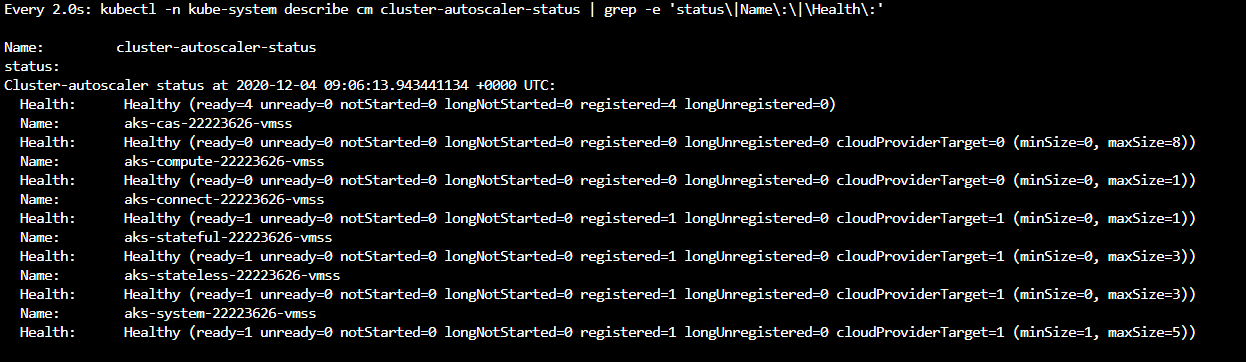 Every 2.0s: kubectl -n kube-system describe cm cluster-autoscaler-status | grep -e 'status\|Name\:\|\Health\:'
Name: cluster-autoscaler-status
status:
Cluster-autoscaler status at 2020-12-04 09:06:13.943441134 +0000 UTC:
Health: Healthy (ready=4 unready=0 notStarted=0 longNotStarted=0 registered=4 longUnregistered=0)
Name: aks-cas-22223626-vmss
Health: Healthy (ready=0 unready=0 notStarted=0 longNotStarted=0 registered=0 longUnregistered=0 cloudProviderTarget=0 (minSize=0, maxSize=8))
Name: aks-compute-22223626-vmss
Health: Healthy (ready=0 unready=0 notStarted=0 longNotStarted=0 registered=0 longUnregistered=0 cloudProviderTarget=0 (minSize=0, maxSize=1))
Name: aks-connect-22223626-vmss
Health: Healthy (ready=1 unready=0 notStarted=0 longNotStarted=0 registered=1 longUnregistered=0 cloudProviderTarget=1 (minSize=0, maxSize=1))
Name: aks-stateful-22223626-vmss
Health: Healthy (ready=1 unready=0 notStarted=0 longNotStarted=0 registered=1 longUnregistered=0 cloudProviderTarget=1 (minSize=0, maxSize=3))
Name: aks-stateless-22223626-vmss
Health: Healthy (ready=1 unready=0 notStarted=0 longNotStarted=0 registered=1 longUnregistered=0 cloudProviderTarget=1 (minSize=0, maxSize=3))
Name: aks-system-22223626-vmss
Health: Healthy (ready=1 unready=0 notStarted=0 longNotStarted=0 registered=1 longUnregistered=0 cloudProviderTarget=1 (minSize=1, maxSize=5))